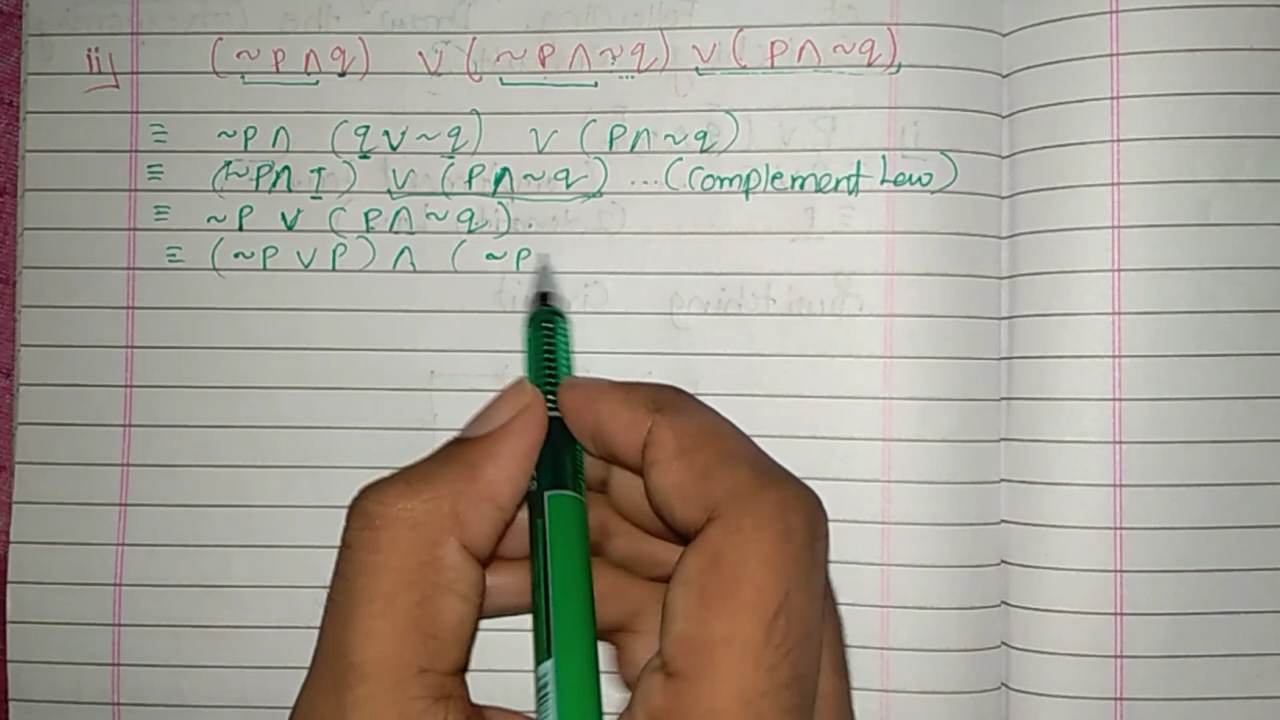 ii) (~p∧q) ∨ (~p∧~q) ∨ (p∧~q)
≡ ~p∧ (q∨~q) ∨ (p∧~q)
≡ (~p∧ I) ∨ (p∧~q) ...(complement Law)
≡ ~p ∨ (p∧~q).
≡ (~p∨p) ∧ (~p